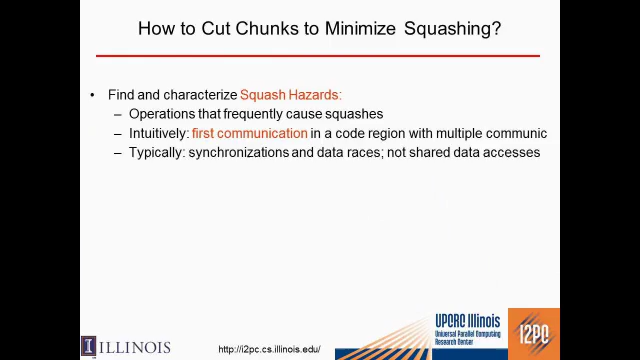 How to Cut Chunks to Minimize Squashing?
• Find and characterize Squash Hazards:
– Operations that frequently cause squashes
– Intuitively: first communication in a code region with multiple communic
– Typically: synchronizations and data races; not shared data accesses
I ILLINOIS
http://i2pc.cs.illinois.edu/
UPCRC Illinois
Universal Parallel Computing
Research Center
I2PC